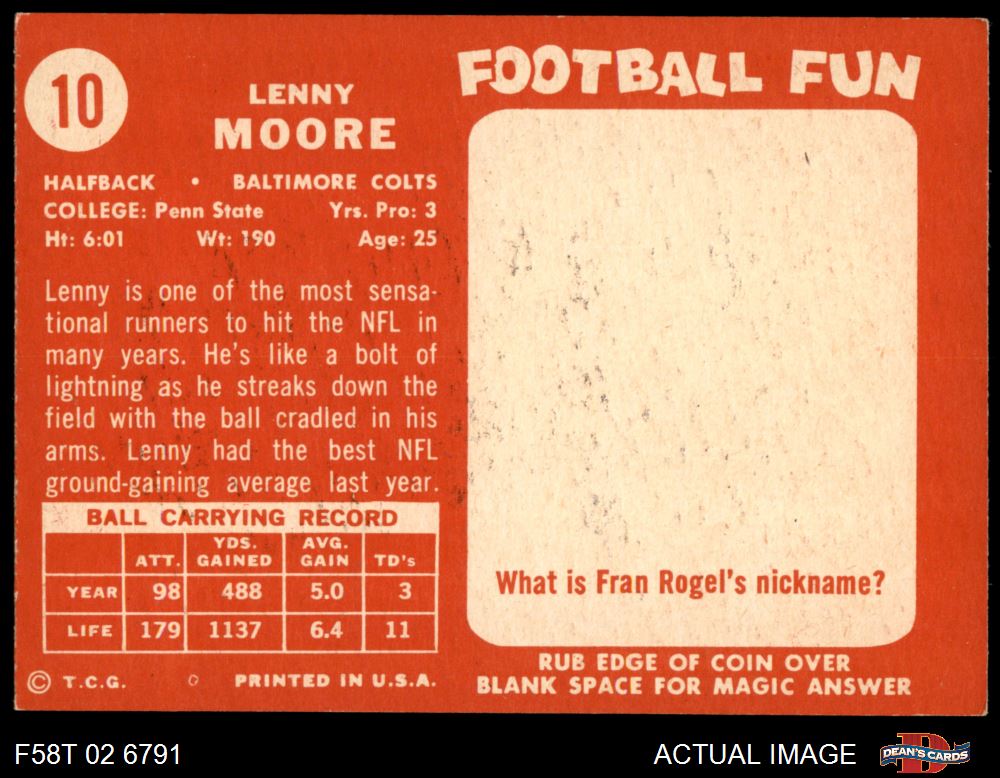 10
LENNY
MOORE
HALFBACK • BALTIMORE COLTS
COLLEGE: Penn State Yrs. Pro: 3
Ht: 6:01 Wt: 190 Age: 25
Lenny is one of the most sensa-
tional runners to hit the NFL in
many years. He's like a bolt of
lightning as he streaks down the
field with the ball cradled in his
arms. Lenny had the best NFL
ground-gaining average last year.
BALL CARRYING RECORD
ATT. YDS. GAINED AVG. GAIN TD's
YEAR 98 488 5.0 3
LIFE 179 1137 6.4 11
© T.C.G. PRINTED IN U.S.A.
FOOTBALL FUN
What is Fran Rogel's nickname?
RUB EDGE OF COIN OVER
BLANK SPACE FOR MAGIC ANSWER
F58T 02 6791
ACTUAL IMAGE
D
DEAN'S CARDS